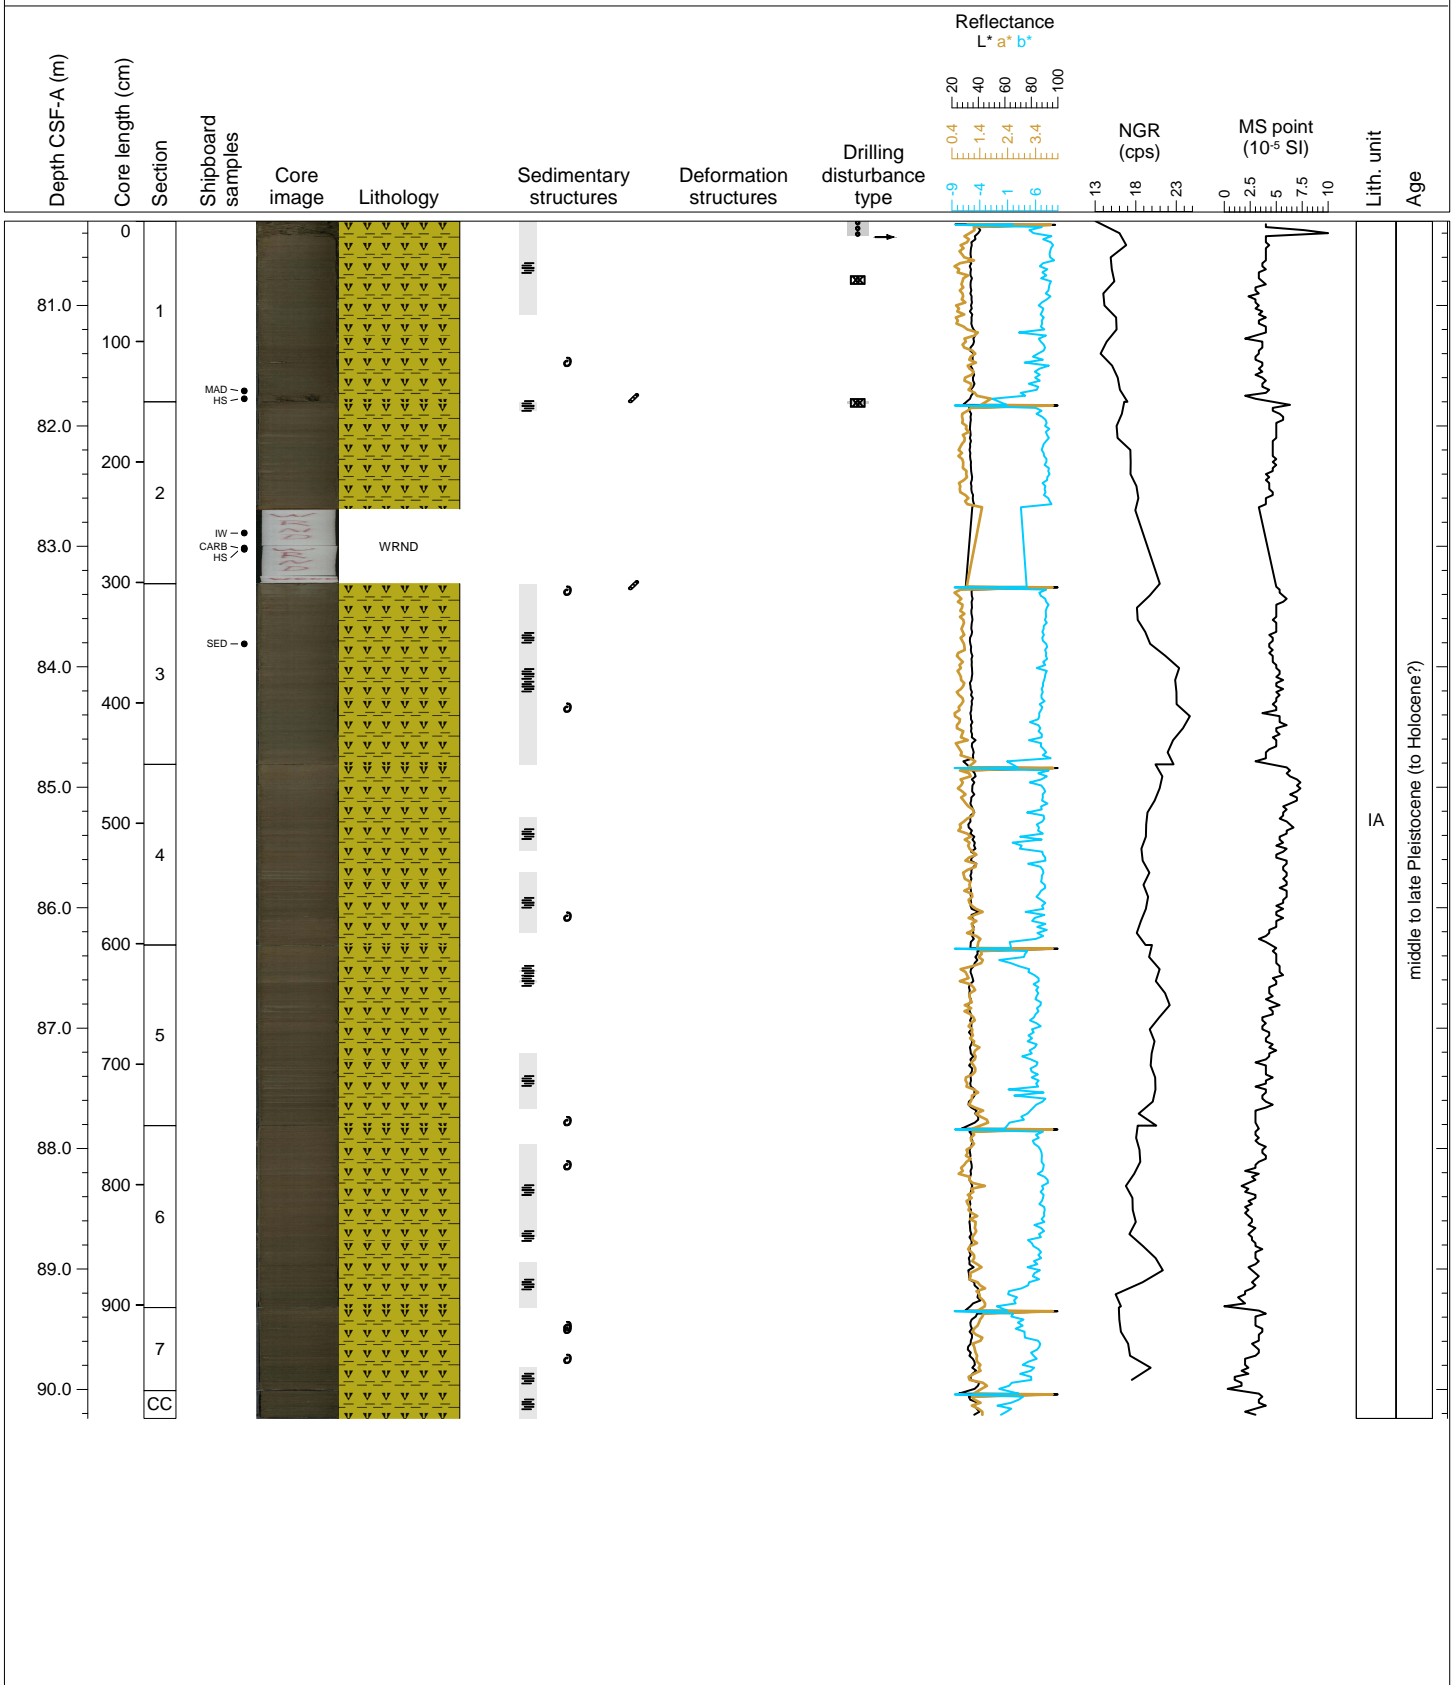 Reflectance
L* a* b*
20 40 60 80 100
0.4 1.4 2.4 3.4
-9 -4 1 6
Depth CSF-A (m)
Core length (cm)
Section
Shipboard
samples
Core
image
Lithology
Sedimentary
structures
Deformation
structures
Drilling
disturbance
type
NGR
(cps)
13 18 23
MS point
(10-5 SI)
0 2.5 5 7.5 10
Lith. unit
Age
0
81.0
1
100
MAD
HS
82.0
200
2
IW
CARB
HS
83.0
WRND
300
SED
84.0
3
400
85.0
500
4
IA
86.0
600
middle to late Pleistocene (to Holocene?)
87.0
5
700
88.0
800
6
89.0
900
7
90.0
CC